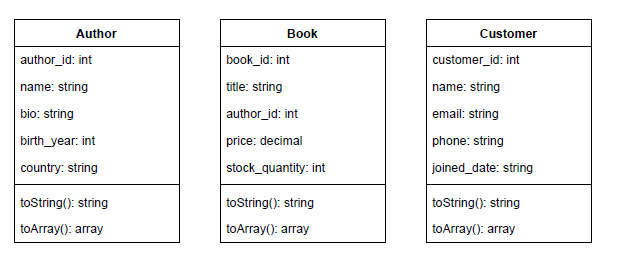 Author
author_id: int
name: string
bio: string
birth_year: int
country: string
toString(): string
toArray(): array
Book
book_id: int
title: string
author_id: int
price: decimal
stock_quantity: int
toString(): string
toArray(): array
Customer
customer_id: int
name: string
email: string
phone: string
joined_date: string
toString(): string
toArray(): array